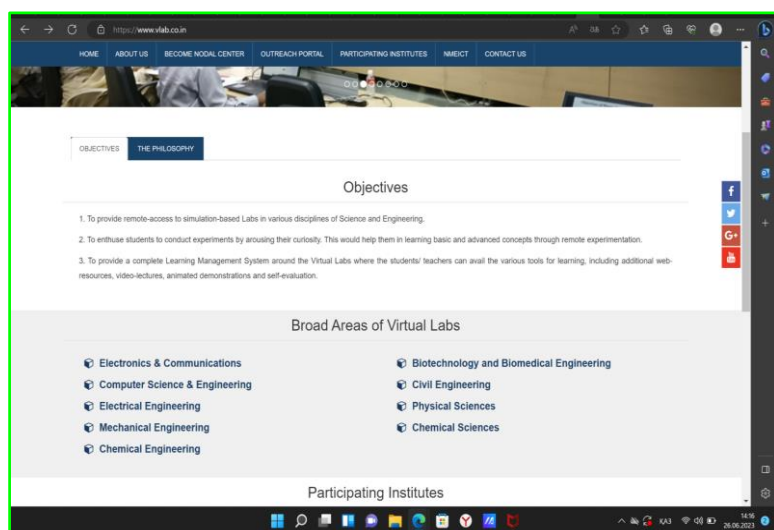 https://www.vlab.co.in
HOME ABOUT US BECOME NODAL CENTER OUTREACH PORTAL PARTICIPATING INSTITUTES NMEICT CONTACT US
OBJECTIVES THE PHILOSOPHY
Objectives
1. To provide remote-access to simulation-based Labs in various disciplines of Science and Engineering.
2. To enthuse students to conduct experiments by arousing their curiosity. This would help them in learning basic and advanced concepts through remote experimentation.
3. To provide a complete Learning Management System around the Virtual Labs where the students/ teachers can avail the various tools for learning, including additional web-
resources, video-lectures, animated demonstrations and self-evaluation.
Broad Areas of Virtual Labs
Electronics & Communications
Computer Science & Engineering
Electrical Engineering
Mechanical Engineering
Chemical Engineering
Biotechnology and Biomedical Engineering
Civil Engineering
Physical Sciences
Chemical Sciences
Participating Institutes
ҚАЗ
14:16
26.06.2023